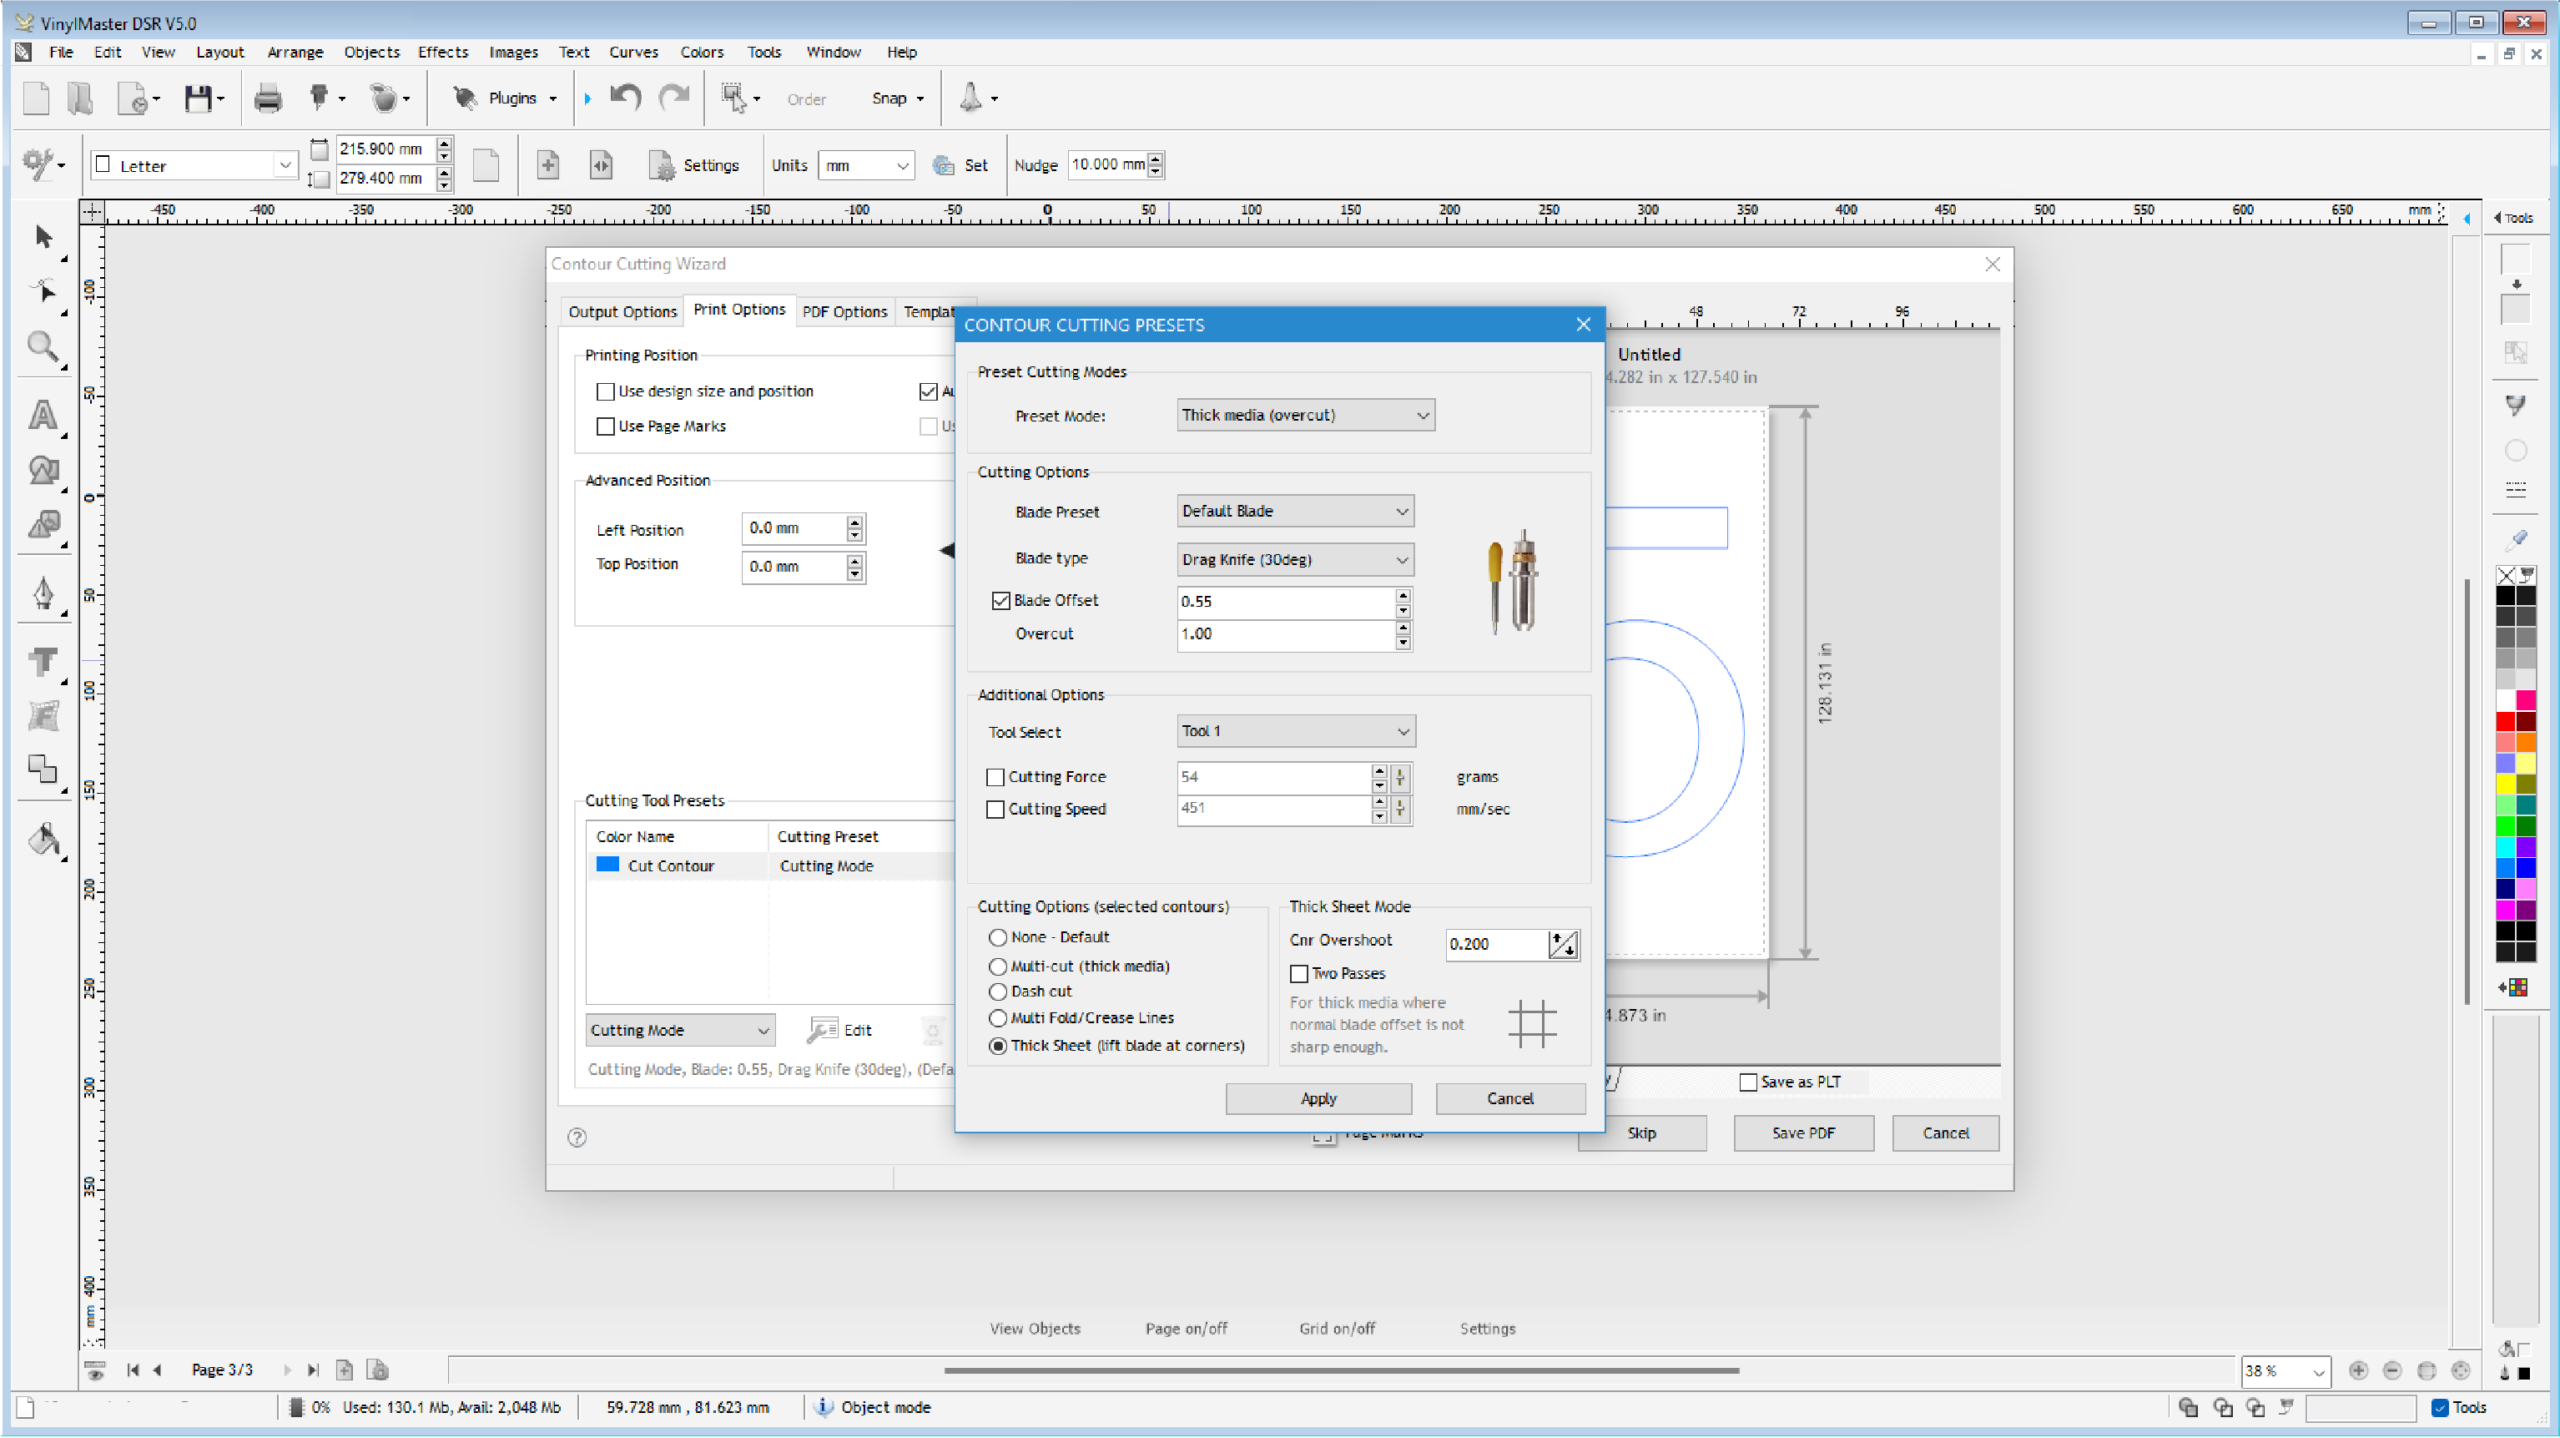 VinylMaster DSR V5.0
File Edit View Layout Arrange Objects Effects Images Text Curves Colors Tools Window Help
Plugins Order Snap
Letter 215.900 mm 279.400 mm Settings Units mm Set Nudge 10.000 mm
-450 -400 -350 -300 -250 -200 -150 -100 -50 0 50 100 150 200 250 300 350 400 450 500 550 600 650 mm
Tools
-100
-50
0
50
100
150
200
250
300
350
400
mm
Contour Cutting Wizard
Output Options Print Options PDF Options Templat
Printing Position
Use design size and position
Use Page Marks
Advanced Position
Left Position 0.0 mm
Top Position 0.0 mm
Cutting Tool Presets
Color Name Cutting Preset
Cut Contour Cutting Mode
Cutting Mode Edit
Cutting Mode, Blade: 0.55, Drag Knife (30deg), (Defa
CONTOUR CUTTING PRESETS
Preset Cutting Modes
Preset Mode: Thick media (overcut)
Cutting Options
Blade Preset Default Blade
Blade type Drag Knife (30deg)
Blade Offset 0.55
Overcut 1.00
Additional Options
Tool Select Tool 1
Cutting Force 54 grams
Cutting Speed 451 mm/sec
Cutting Options (selected contours)
None - Default
Multi-cut (thick media)
Dash cut
Multi Fold/Crease Lines
Thick Sheet (lift blade at corners)
Thick Sheet Mode
Cnr Overshoot 0.200
Two Passes
For thick media where
normal blade offset is not
sharp enough.
Apply Cancel
48 72 96
Untitled
4.282 in x 127.540 in
128.131 in
4.873 in
Save as PLT
Skip Save PDF Cancel
View Objects Page on/off Grid on/off Settings
Page 3/3 38 %
0% Used: 130.1 Mb, Avail: 2,048 Mb 59.728 mm , 81.623 mm Object mode Tools